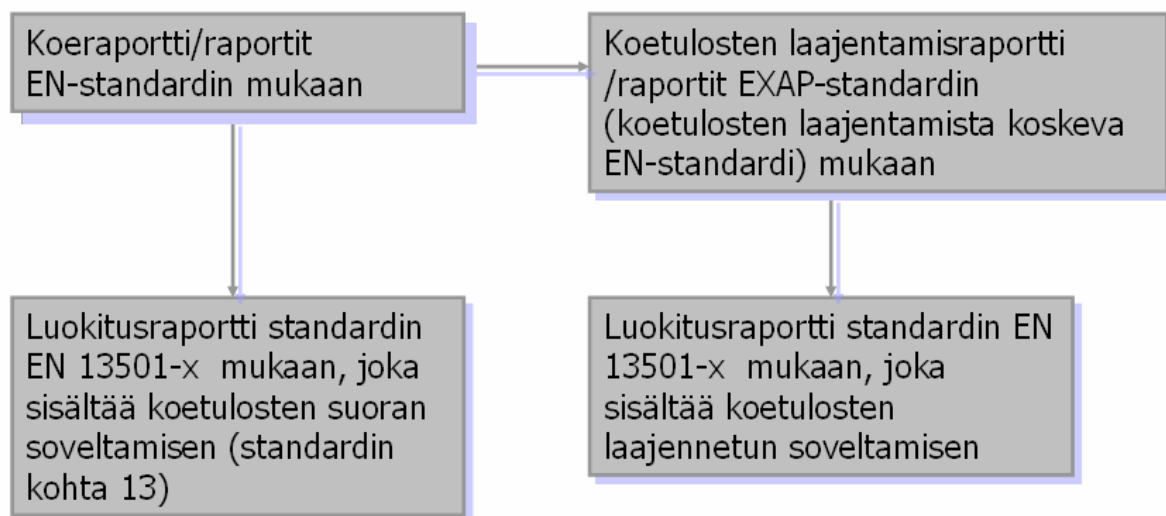 Koeraportti/raportit
EN-standardin mukaan
Koetulosten laajentamisraportti
/raportit EXAP-standardin
(koetulosten laajentamista koskeva
EN-standardi) mukaan
Luokitusraportti standardin
EN 13501-x  mukaan, joka
sisältää koetulosten suoran
soveltamisen (standardin
kohta 13)
Luokitusraportti standardin EN
13501-x  mukaan, joka
sisältää koetulosten
laajennetun soveltamisen